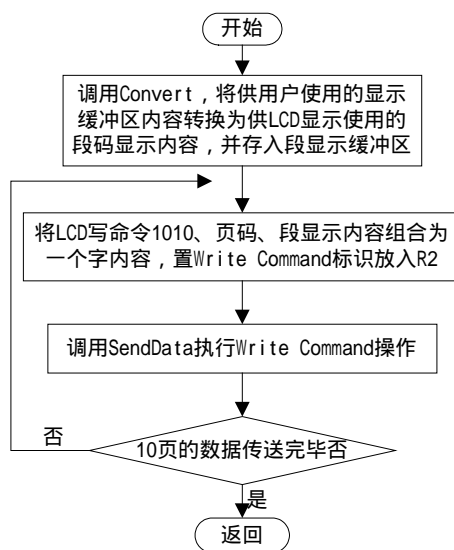 开始
调用Convert，将供用户使用的显示
缓冲区内容转换为供LCD显示使用的
段码显示内容，并存入段显示缓冲区
将LCD写命令1010、页码、段显示内容组合为
一个字内容，置Write Command标识放入R2
调用SendData执行Write Command操作
否
10页的数据传送完毕否
是
返回